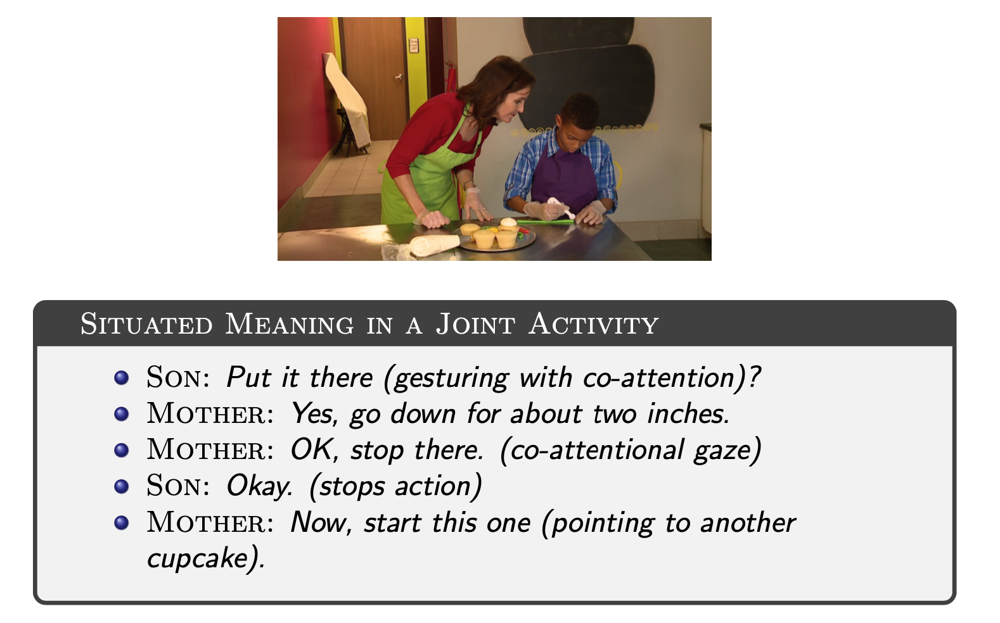 Situated Meaning in a Joint Activity
Son: Put it there (gesturing with co-attention)?
Mother: Yes, go down for about two inches.
Mother: OK, stop there. (co-attentional gaze)
Son: Okay. (stops action)
Mother: Now, start this one (pointing to another
cupcake).